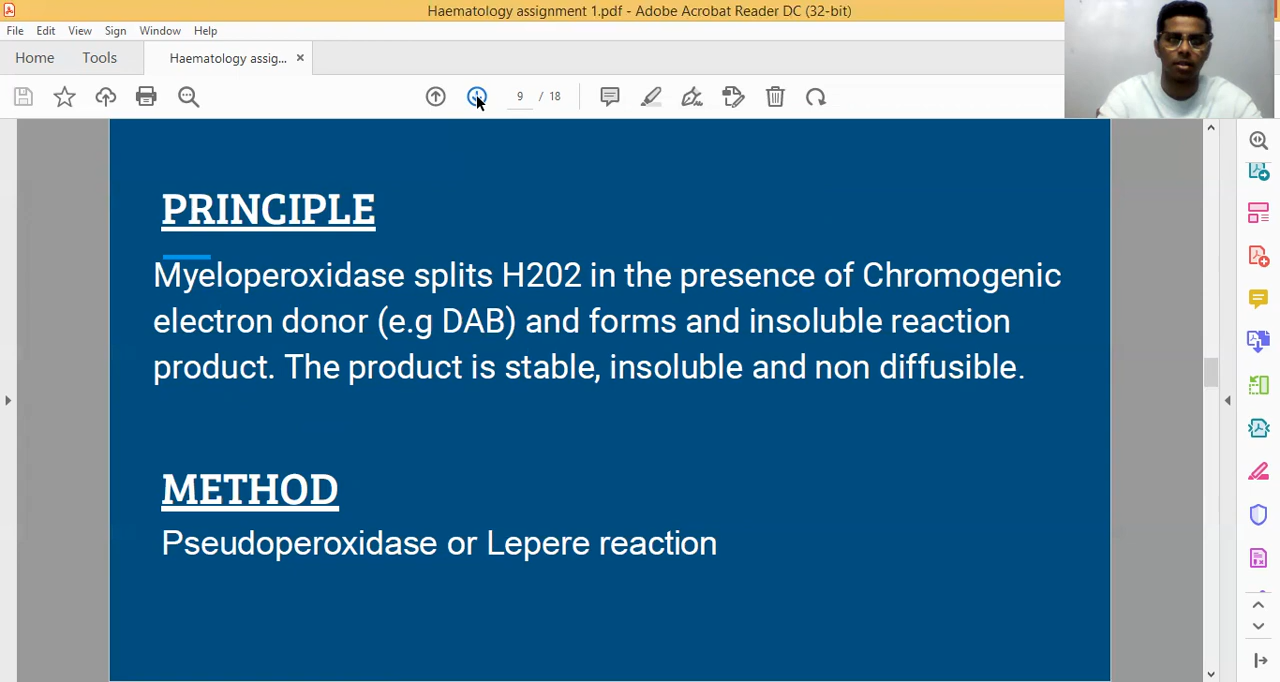 Haematology assignment 1.pdf - Adobe Acrobat Reader DC (32-bit)
File Edit View Sign Window Help
Home Tools Haematology assig... ×
9 / 18
PRINCIPLE
Myeloperoxidase splits H202 in the presence of Chromogenic
electron donor (e.g DAB) and forms and insoluble reaction
product. The product is stable, insoluble and non diffusible.
METHOD
Pseudoperoxidase or Lepere reaction